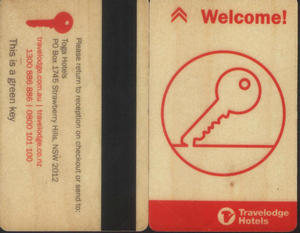 Please return to reception on checkout or send to:
Toga Hotels
PO Box 1745 Strawberry Hills, NSW 2012
travelodge.com.au | travelodge.co.nz
1300 886 886 | 0800 101 100
This is a green key
Welcome!
Travelodge
Hotels